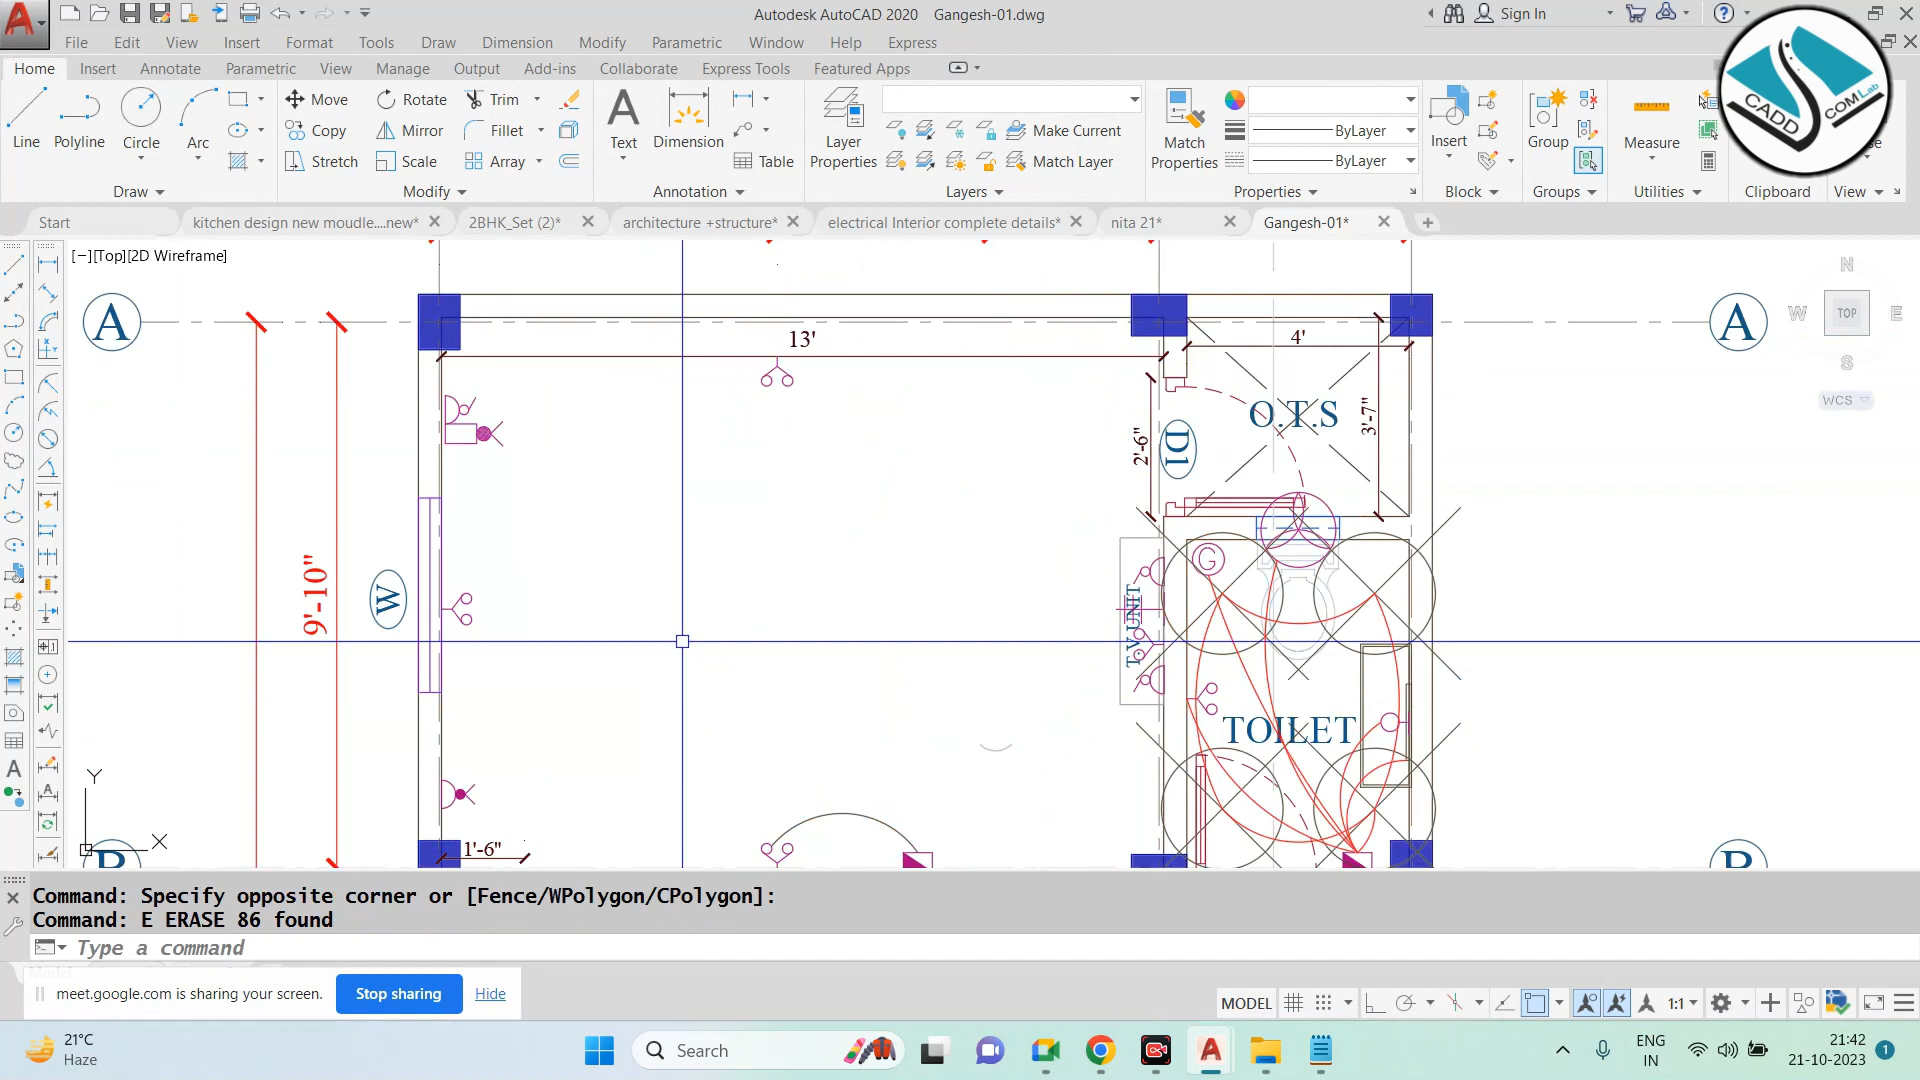 Autodesk AutoCAD 2020 Gangesh-01.dwg
Sign In
File Edit View Insert Format Tools Draw Dimension Modify Parametric Window Help Express
Home Insert Annotate Parametric View Manage Output Add-ins Collaborate Express Tools Featured Apps
Line
Polyline
Circle
Arc
Move
Rotate
Trim
Copy
Mirror
Fillet
Stretch
Scale
Array
Text
Dimension
Table
Layer
Properties
Make Current
Match Layer
Match
Properties
ByLayer
ByLayer
Insert
Group
Measure
CADD
COM Lab
Draw
Modify
Annotation
Layers
Properties
Block
Groups
Utilities
Clipboard
View
Start
kitchen design new moudle....new*
2BHK_Set (2)*
architecture +structure*
electrical Interior complete details*
nita 21*
Gangesh-01*
[−][Top][2D Wireframe]
N
W
TOP
E
S
WCS
A
13'
4'
A
O.T.S
3'-7"
D1
2'-6"
9'-10"
W
G
T.V.UNIT
TOILET
1'-6"
Y
X
B
B
Command: Specify opposite corner or [Fence/WPolygon/CPolygon]:
Command: E ERASE 86 found
Type a command
meet.google.com is sharing your screen.
Stop sharing
Hide
MODEL
1:1
21°C
Haze
Search
ENG
IN
21:42
21-10-2023
1